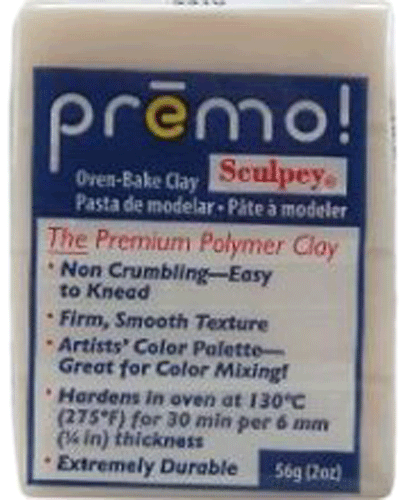 prēmo!
Oven-Bake Clay Sculpey®
Pasta de modelar • Pâte à modeler
The Premium Polymer Clay
• Non Crumbling—Easy
to Knead
• Firm, Smooth Texture
• Artists' Color Palette—
Great for Color Mixing!
• Hardens in oven at 130°C
(275°F) for 30 min per 6 mm
(¼ in) thickness
• Extremely Durable
56g (2oz)